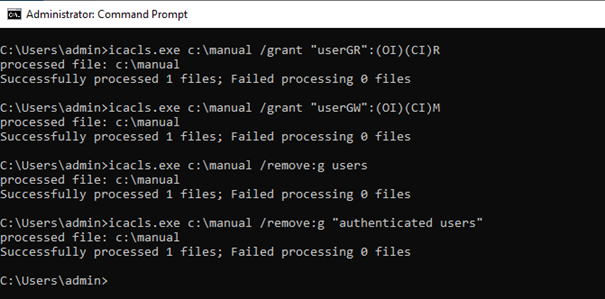 Administrator: Command Prompt
C:\Users\admin>icacls.exe c:\manual /grant "userGR":(OI)(CI)R
processed file: c:\manual
Successfully processed 1 files; Failed processing 0 files
C:\Users\admin>icacls.exe c:\manual /grant "userGW":(OI)(CI)M
processed file: c:\manual
Successfully processed 1 files; Failed processing 0 files
C:\Users\admin>icacls.exe c:\manual /remove:g users
processed file: c:\manual
Successfully processed 1 files; Failed processing 0 files
C:\Users\admin>icacls.exe c:\manual /remove:g "authenticated users"
processed file: c:\manual
Successfully processed 1 files; Failed processing 0 files
C:\Users\admin>